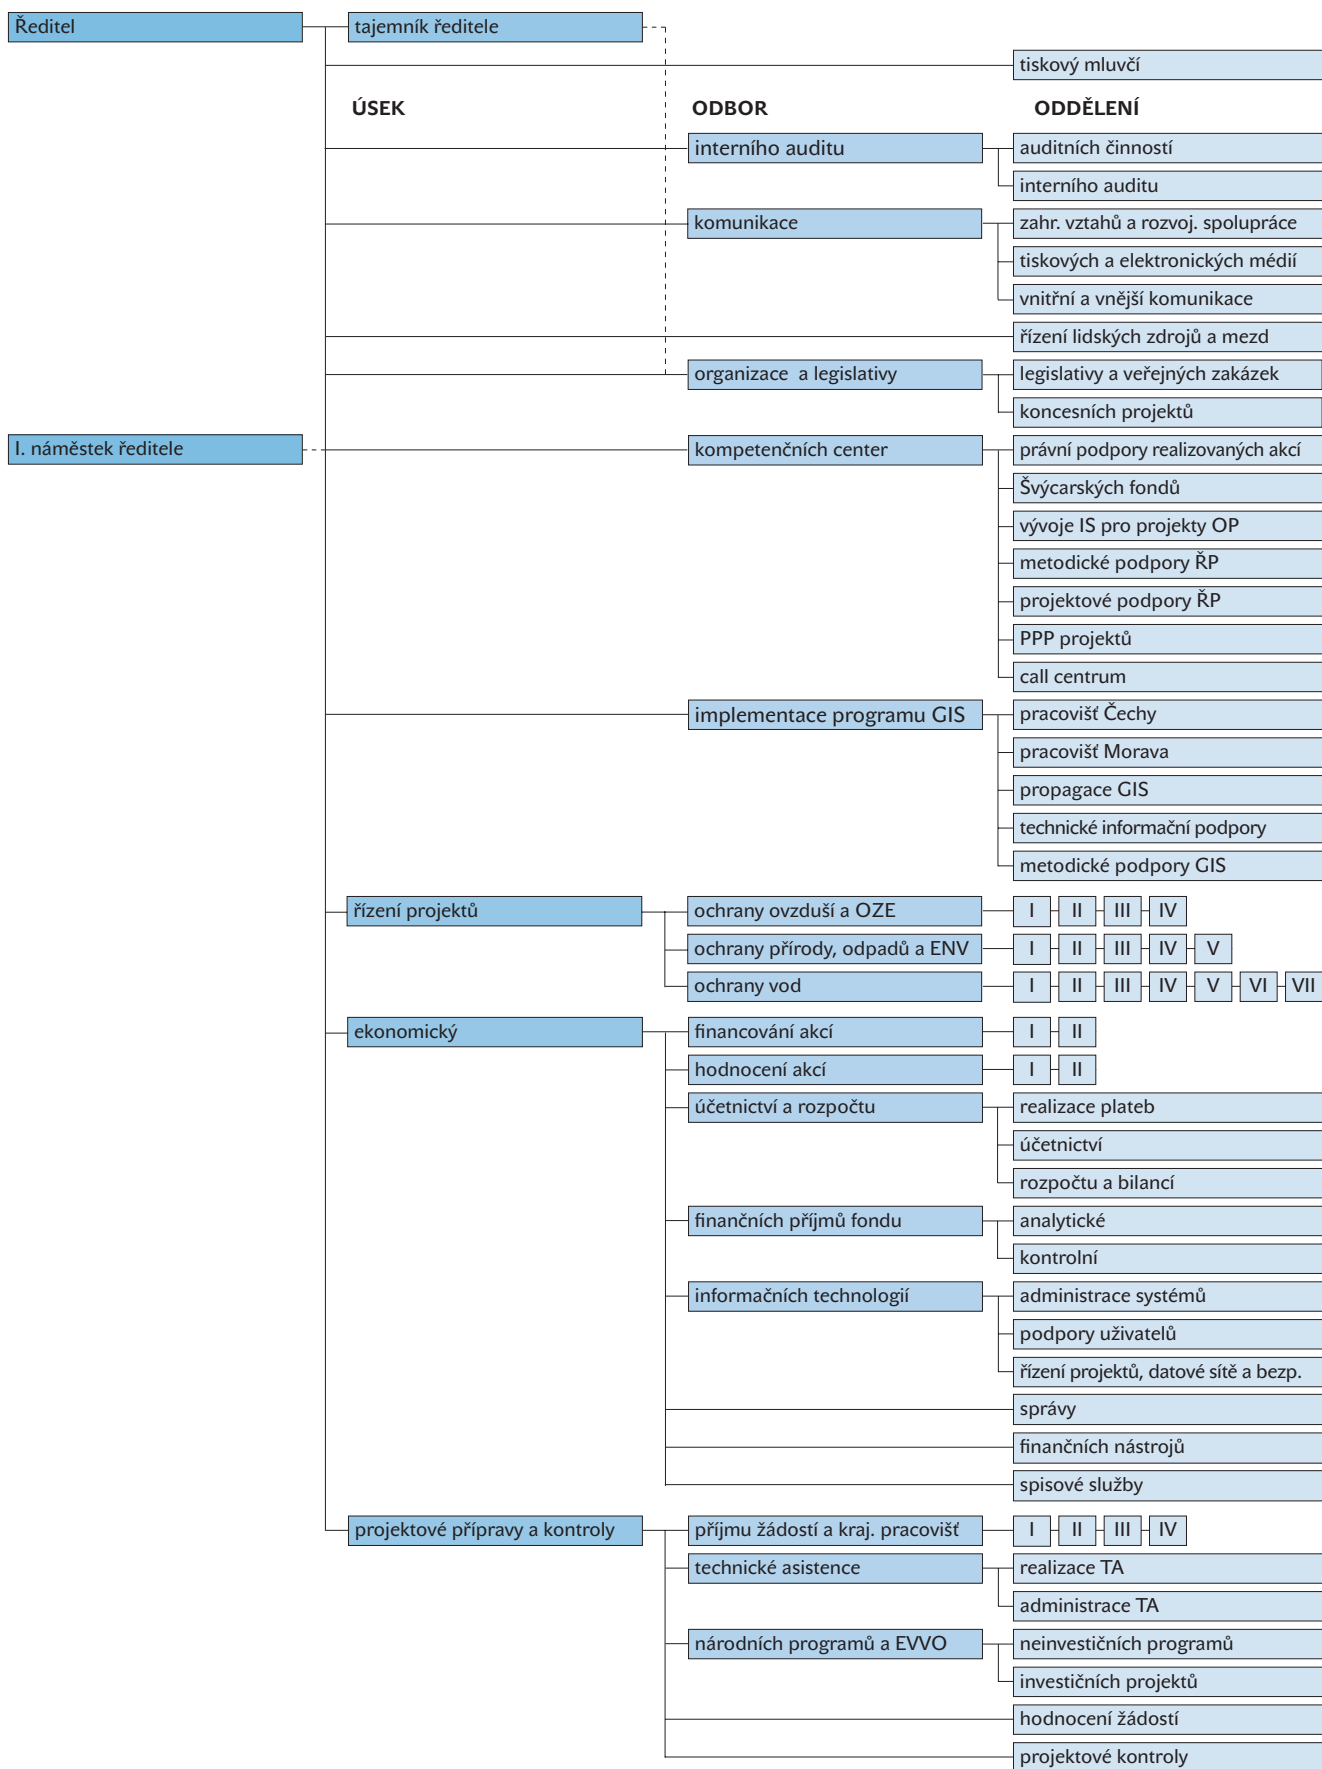 Ředitel
tajemník ředitele
tiskový mluvčí
ÚSEK
ODBOR
ODDĚLENÍ
interního auditu
auditních činností
interního auditu
komunikace
zahr. vztahů a rozvoj. spolupráce
tiskových a elektronických médií
vnitřní a vnější komunikace
řízení lidských zdrojů a mezd
organizace a legislativy
legislativy a veřejných zakázek
koncesních projektů
I. náměstek ředitele
kompetenčních center
právní podpory realizovaných akcí
Švýcarských fondů
vývoje IS pro projekty OP
metodické podpory ŘP
projektové podpory ŘP
PPP projektů
call centrum
implementace programu GIS
pracovišť Čechy
pracovišť Morava
propagace GIS
technické informační podpory
metodické podpory GIS
řízení projektů
ochrany ovzduší a OZE
I II III IV
ochrany přírody, odpadů a ENV
I II III IV V
ochrany vod
I II III IV V VI VII
ekonomický
financování akcí
I II
hodnocení akcí
I II
účetnictví a rozpočtu
realizace plateb
účetnictví
rozpočtu a bilancí
finančních příjmů fondu
analytické
kontrolní
informačních technologií
administrace systémů
podpory uživatelů
řízení projektů, datové sítě a bezp.
správy
finančních nástrojů
spisové služby
projektové přípravy a kontroly
příjmu žádostí a kraj. pracovišť
I II III IV
technické asistence
realizace TA
administrace TA
národních programů a EVVO
neinvestičních programů
investičních projektů
hodnocení žádostí
projektové kontroly